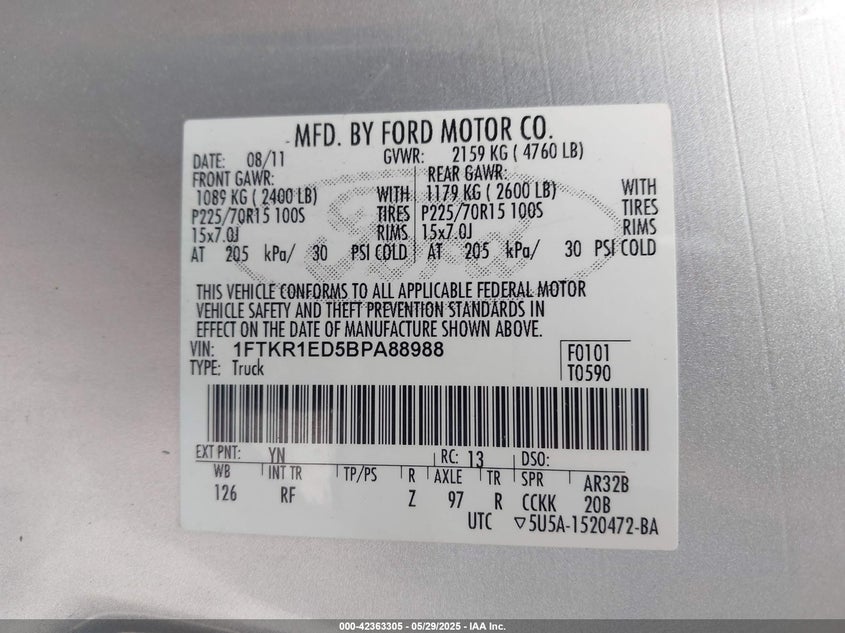 MFD. BY FORD MOTOR CO.
DATE: 08/11 GVWR: 2159 KG ( 4760 LB)
FRONT GAWR: REAR GAWR:
1089 KG ( 2400 LB) WITH 1179 KG ( 2600 LB) WITH
P225/70R15 100S TIRES P225/70R15 100S TIRES
15x7.0J RIMS 15x7.0J RIMS
AT 205 kPa/ 30 PSI COLD AT 205 kPa/ 30 PSI COLD
THIS VEHICLE CONFORMS TO ALL APPLICABLE FEDERAL MOTOR
VEHICLE SAFETY AND THEFT PREVENTION STANDARDS IN
EFFECT ON THE DATE OF MANUFACTURE SHOWN ABOVE.
VIN: 1FTKR1ED5BPA88988 F0101
TYPE: Truck T0590
EXT PNT: YN RC: 13 DSO:
WB INT TR TP/PS R AXLE TR SPR AR32B
126 RF Z 97 R CCKK 20B
UTC ▽5U5A-1520472-BA
000-42363305 - 05/29/2025 - IAA Inc.